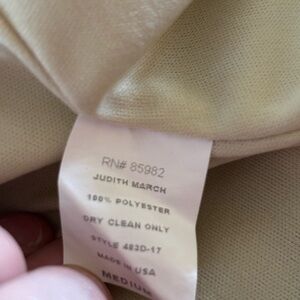 RN# 85982
JUDITH MARCH
100% POLYESTER
DRY CLEAN ONLY
STYLE 483D-17
MADE IN USA
MEDIUM